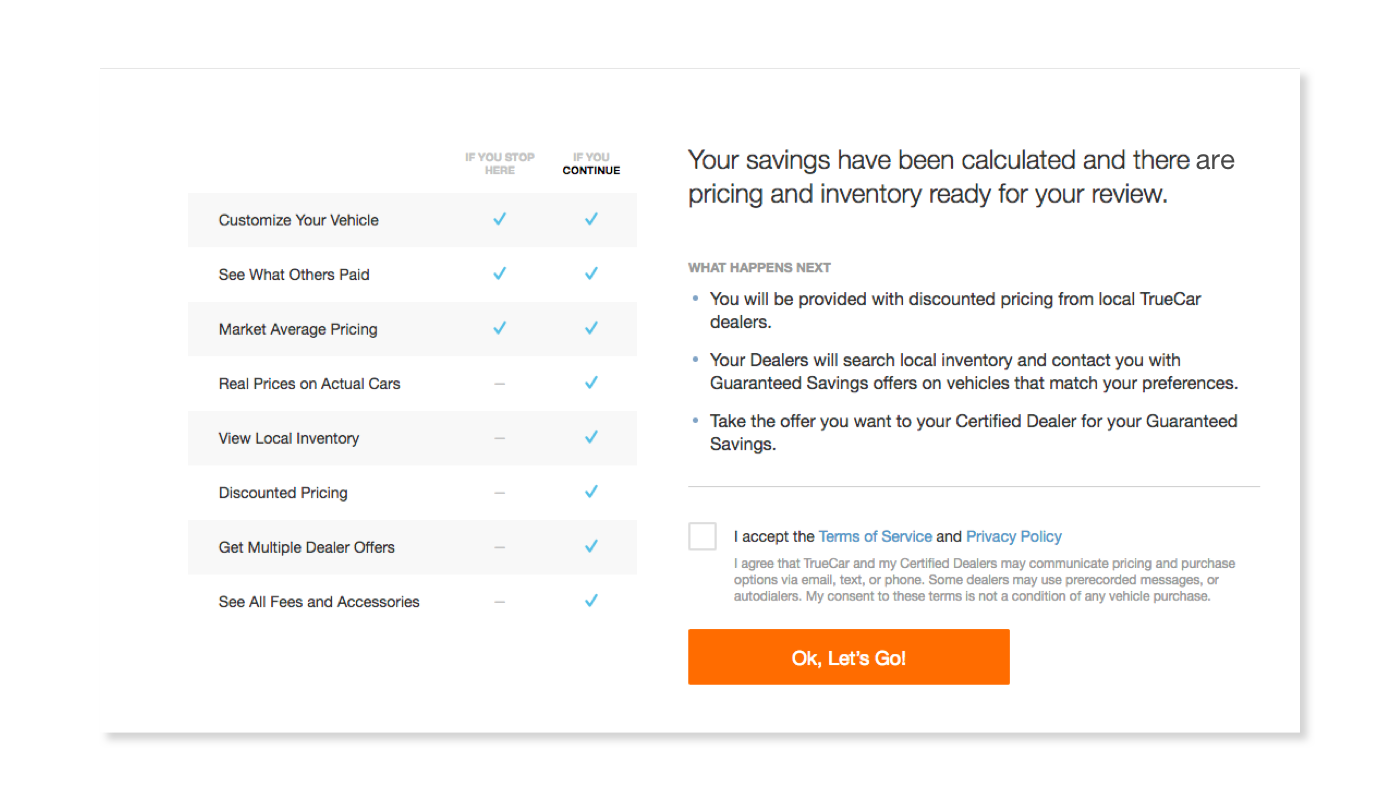 IF YOU STOP
HERE
IF YOU
CONTINUE
Customize Your Vehicle
See What Others Paid
Market Average Pricing
Real Prices on Actual Cars
View Local Inventory
Discounted Pricing
Get Multiple Dealer Offers
See All Fees and Accessories
Your savings have been calculated and there are
pricing and inventory ready for your review.
WHAT HAPPENS NEXT
You will be provided with discounted pricing from local TrueCar
dealers.
Your Dealers will search local inventory and contact you with
Guaranteed Savings offers on vehicles that match your preferences.
Take the offer you want to your Certified Dealer for your Guaranteed
Savings.
I accept the Terms of Service and Privacy Policy
I agree that TrueCar and my Certified Dealers may communicate pricing and purchase
options via email, text, or phone. Some dealers may use prerecorded messages, or
autodialers. My consent to these terms is not a condition of any vehicle purchase.
Ok, Let's Go!